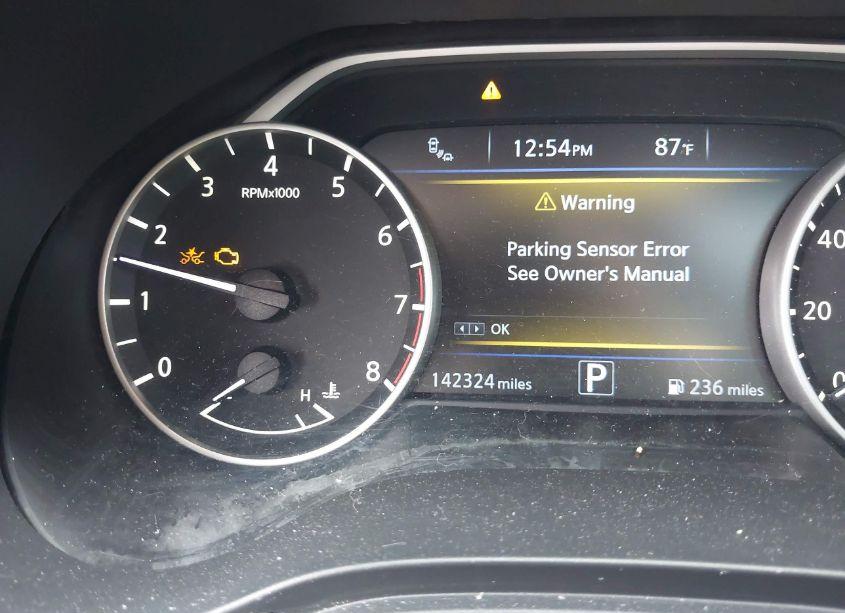 12:54PM 87°F
Warning
Parking Sensor Error
See Owner's Manual
OK
142324 miles P 236 miles
4
3
5
RPMx1000
2
6
1
7
0
8
H
40
20
0